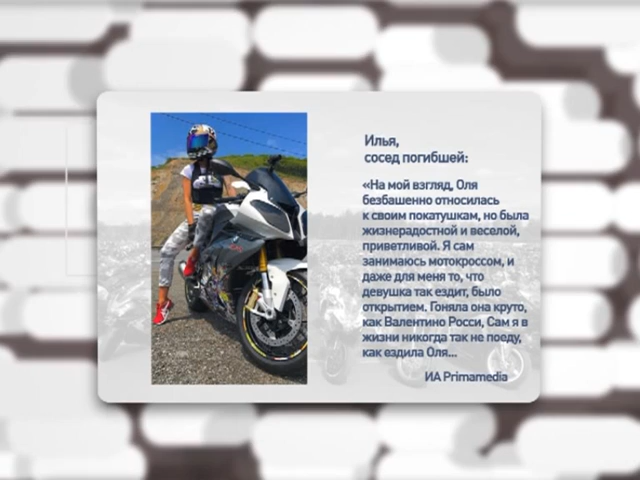 Илья,
сосед погибшей:
«На мой взгляд, Оля
безбашенно относилась
к своим покатушкам, но была
жизнерадостной и веселой,
приветливой. Я сам
занимаюсь мотокроссом, и
даже для меня то, что
девушка так ездит, было
открытием. Гоняла она круто,
как Валентино Росси, Сам я в
жизни никогда так не поеду,
как ездила Оля...
ИА Primamedia